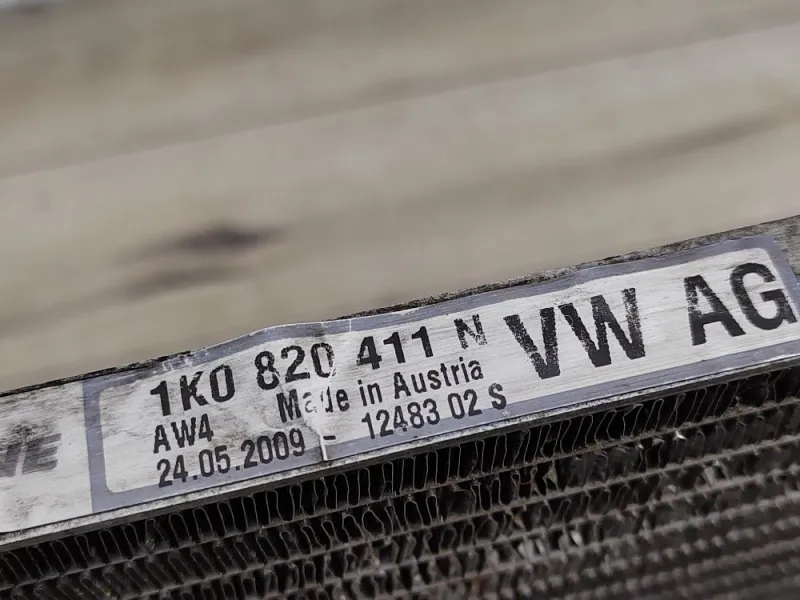 1K0 820 411 N VW AG
AW4 Made in Austria
24.05.2009 - 12483 02 S